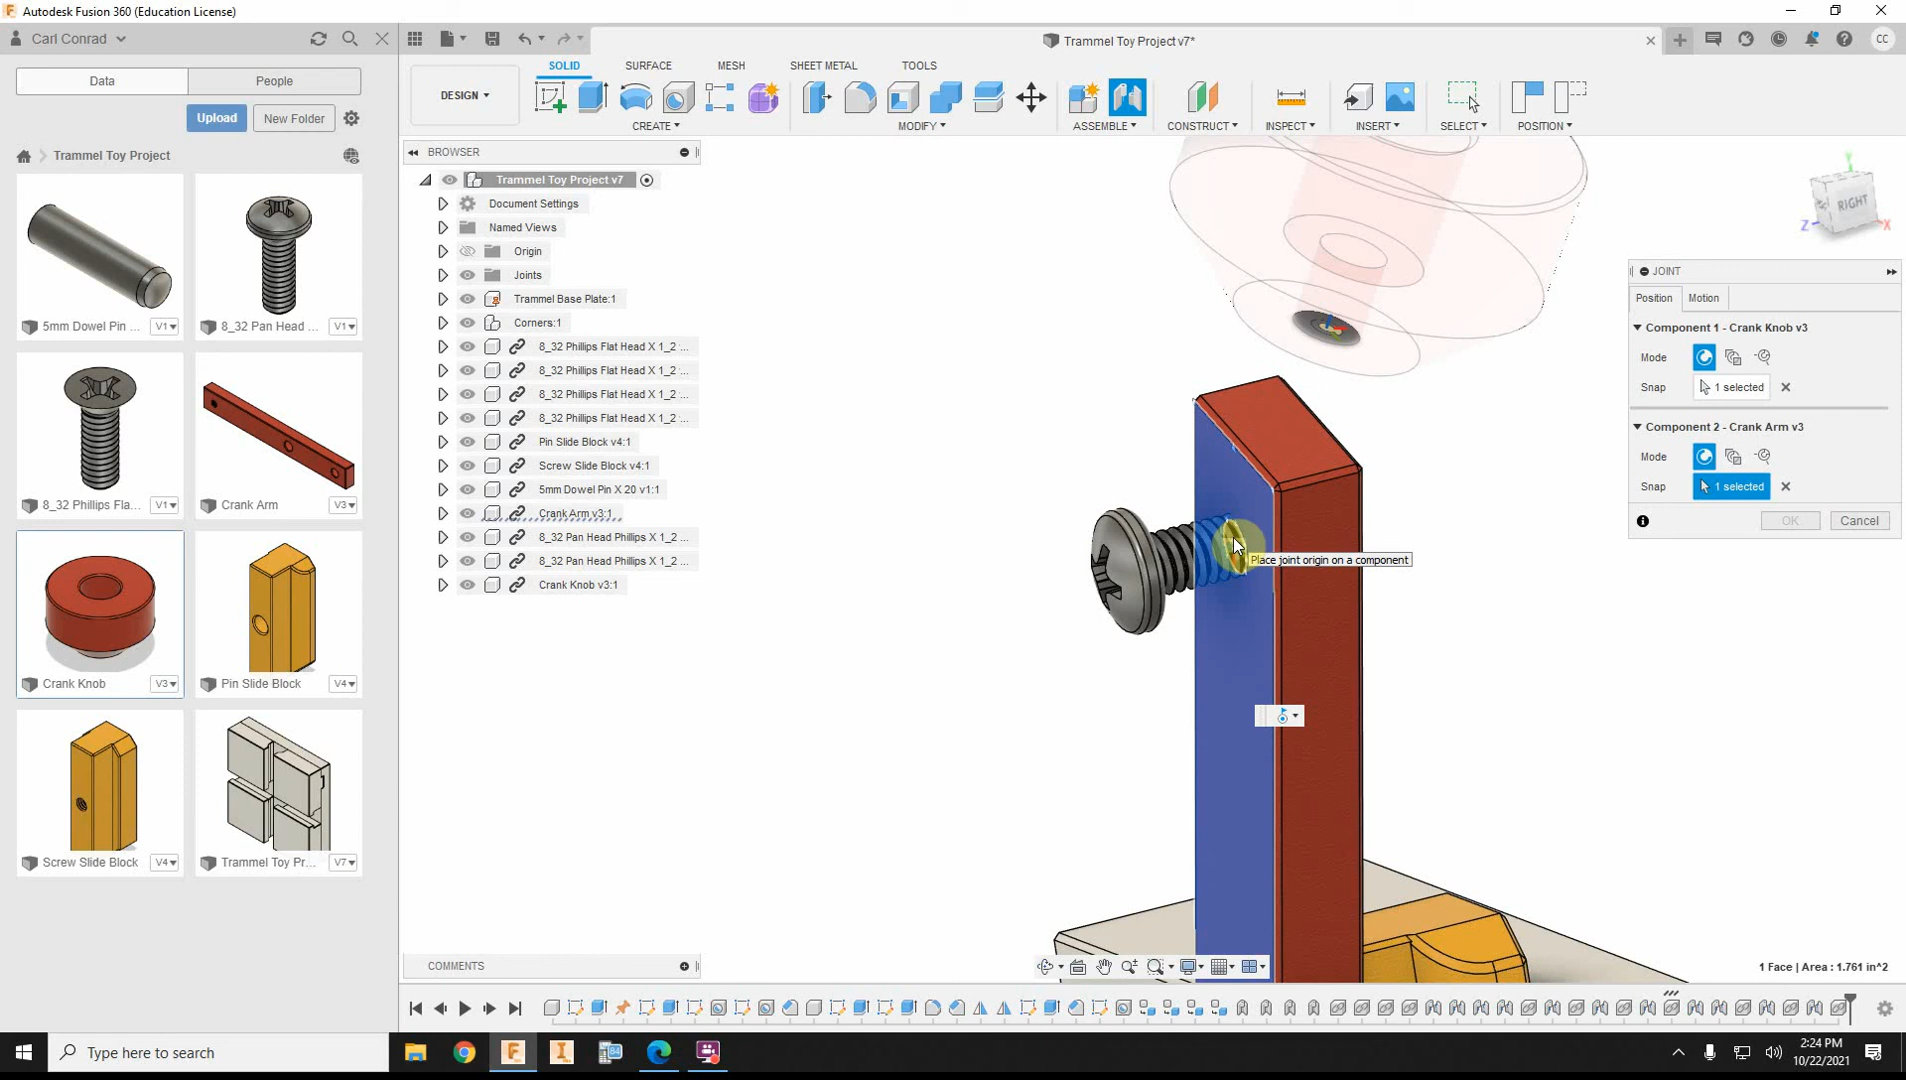 Autodesk Fusion 360 (Education License)
Carl Conrad
Trammel Toy Project v7*
CC
Data
People
Upload
New Folder
Trammel Toy Project
5mm Dowel Pin ...
V1
8_32 Pan Head ...
V1
8_32 Phillips Fla...
V1
Crank Arm
V3
Crank Knob
V3
Pin Slide Block
V4
Screw Slide Block
V4
Trammel Toy Pr...
V7
DESIGN
SOLID
SURFACE
MESH
SHEET METAL
TOOLS
CREATE
MODIFY
ASSEMBLE
CONSTRUCT
INSPECT
INSERT
SELECT
POSITION
BROWSER
Trammel Toy Project v7
Document Settings
Named Views
Origin
Joints
Trammel Base Plate:1
Corners:1
8_32 Phillips Flat Head X 1_2 ...
8_32 Phillips Flat Head X 1_2 ...
8_32 Phillips Flat Head X 1_2 ...
8_32 Phillips Flat Head X 1_2 ...
Pin Slide Block v4:1
Screw Slide Block v4:1
5mm Dowel Pin X 20 v1:1
Crank Arm v3:1
8_32 Pan Head Phillips X 1_2 ...
8_32 Pan Head Phillips X 1_2 ...
Crank Knob v3:1
Y
RIGHT
Z
X
JOINT
Position
Motion
Component 1 - Crank Knob v3
Mode
Snap
1 selected
Component 2 - Crank Arm v3
Mode
Snap
1 selected
OK
Cancel
Place joint origin on a component
COMMENTS
1 Face | Area : 1.761 in^2
Type here to search
2:24 PM
10/22/2021